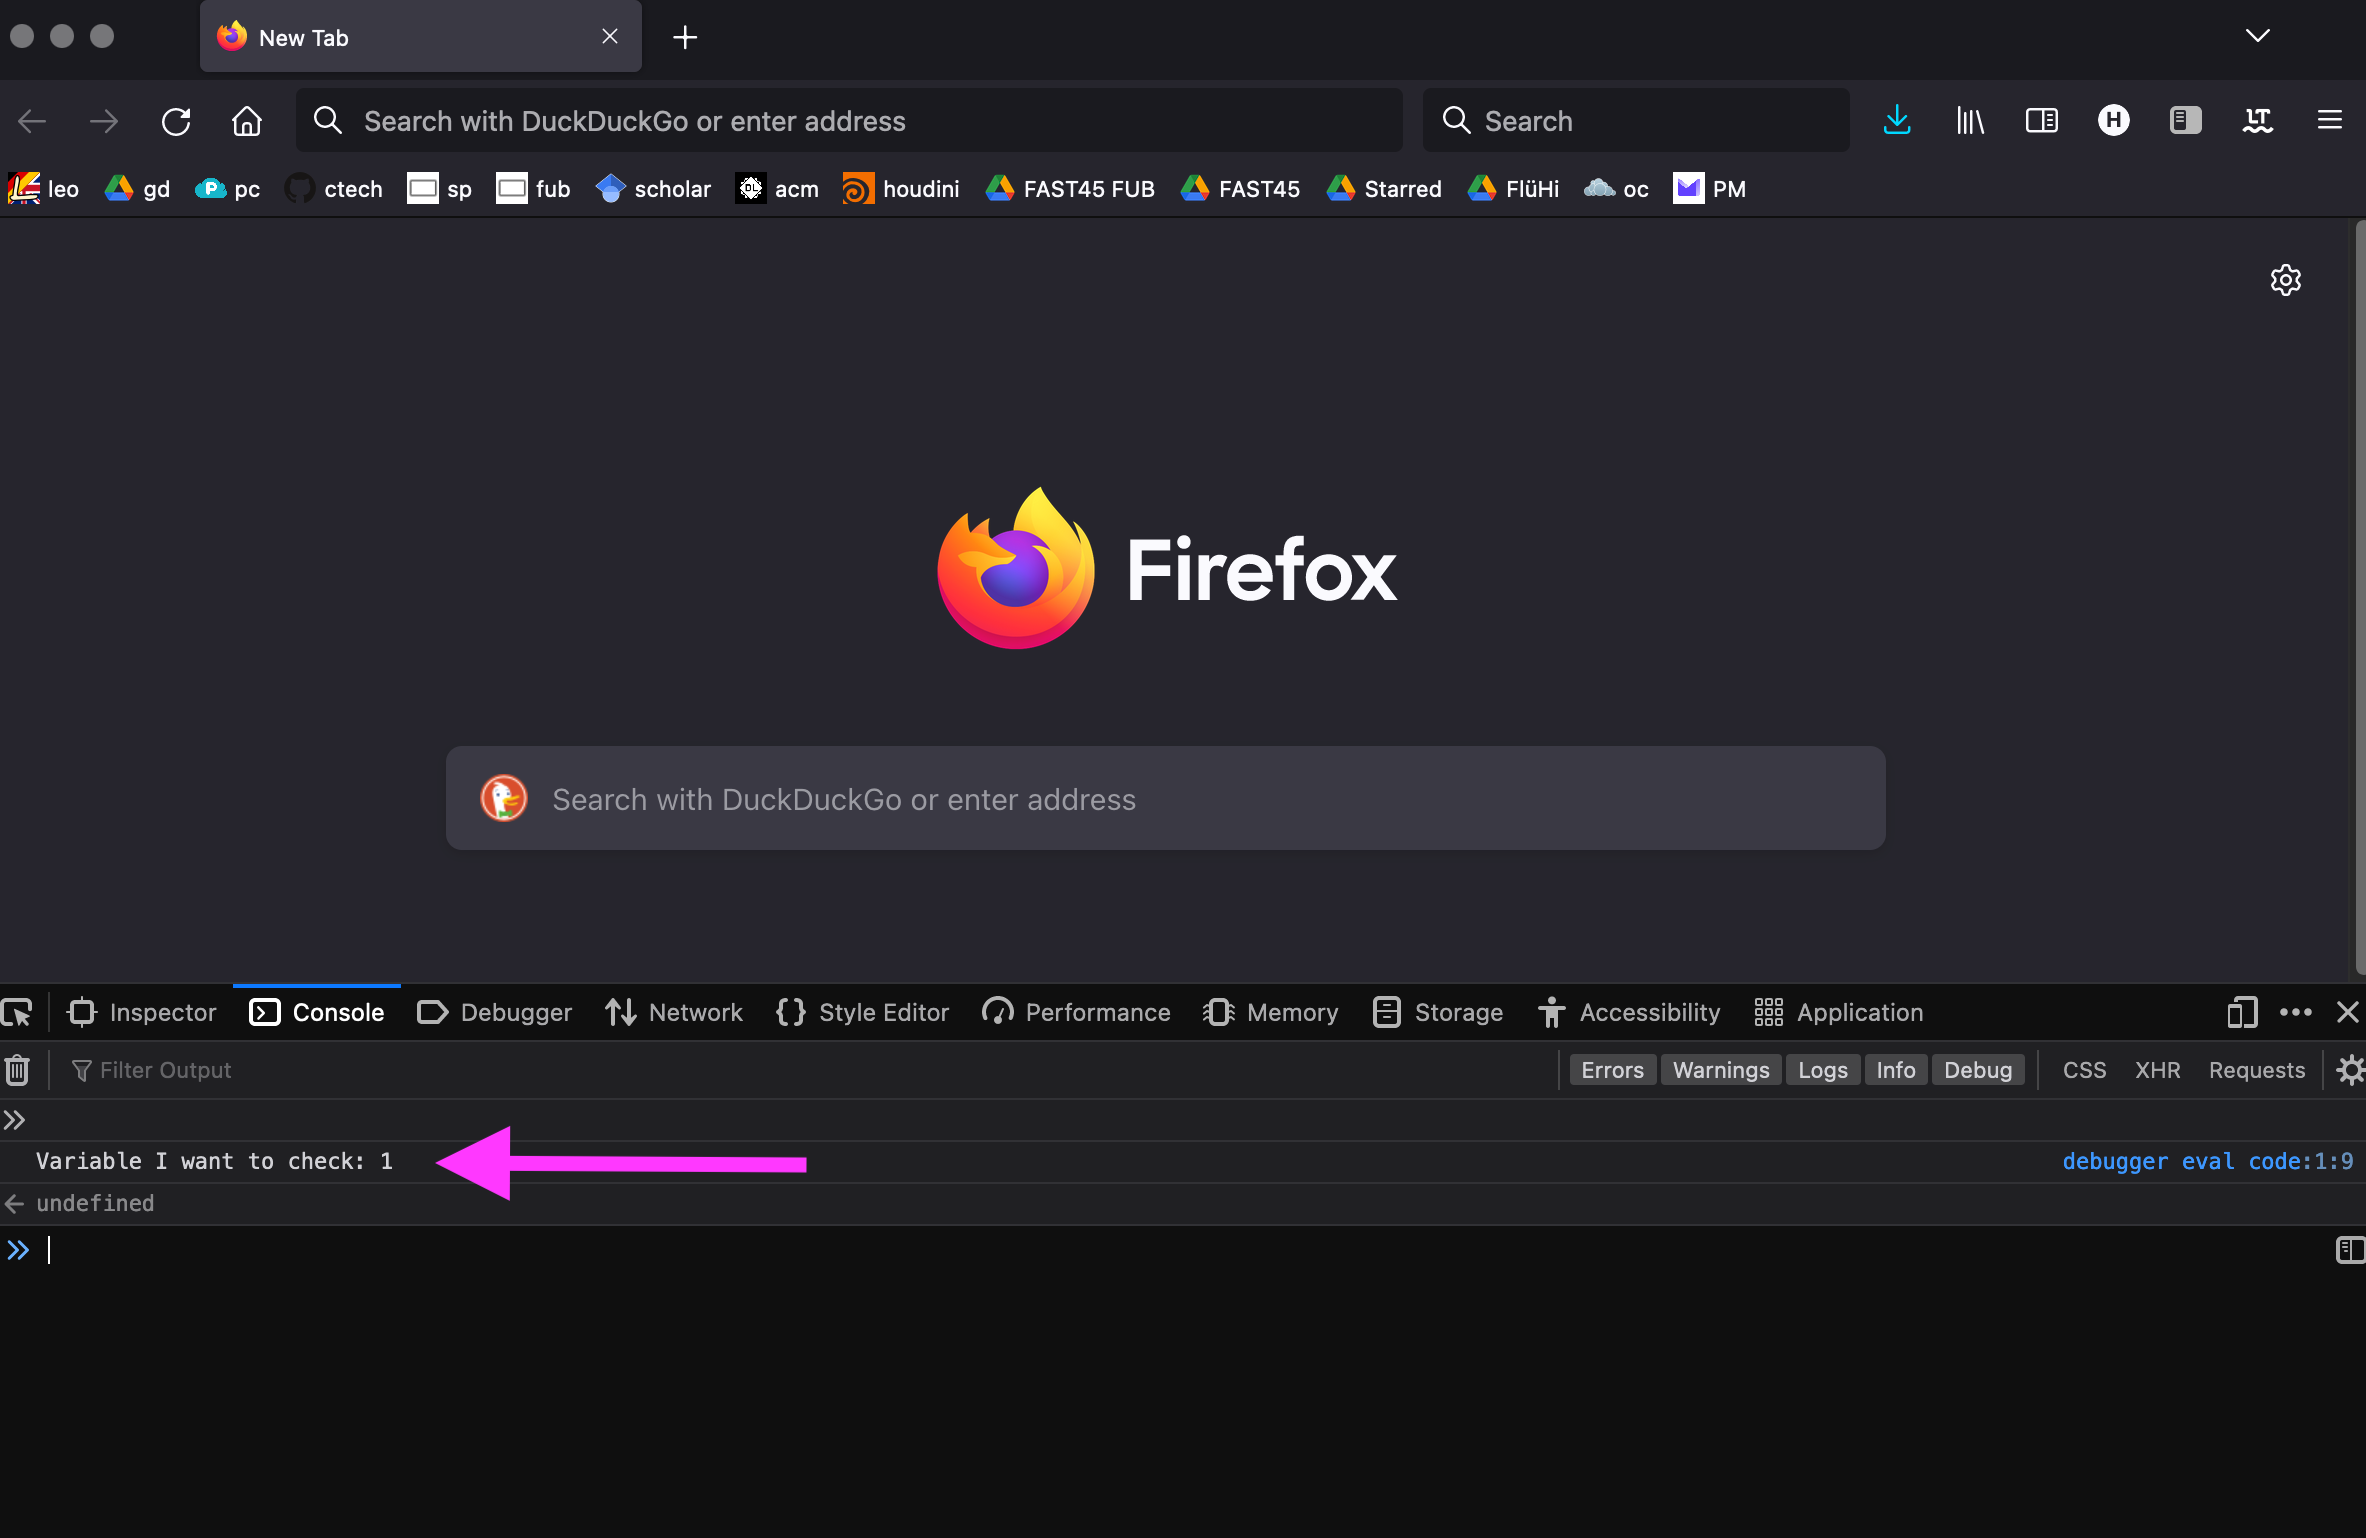 New Tab
Search with DuckDuckGo or enter address
Search
H
LT
leo gd pc ctech sp fub scholar acm houdini FAST45 FUB FAST45 Starred FlüHi oc PM
Firefox
Search with DuckDuckGo or enter address
Inspector Console Debugger Network Style Editor Performance Memory Storage Accessibility Application
Filter Output Errors Warnings Logs Info Debug CSS XHR Requests
Variable I want to check: 1 debugger eval code:1:9
undefined